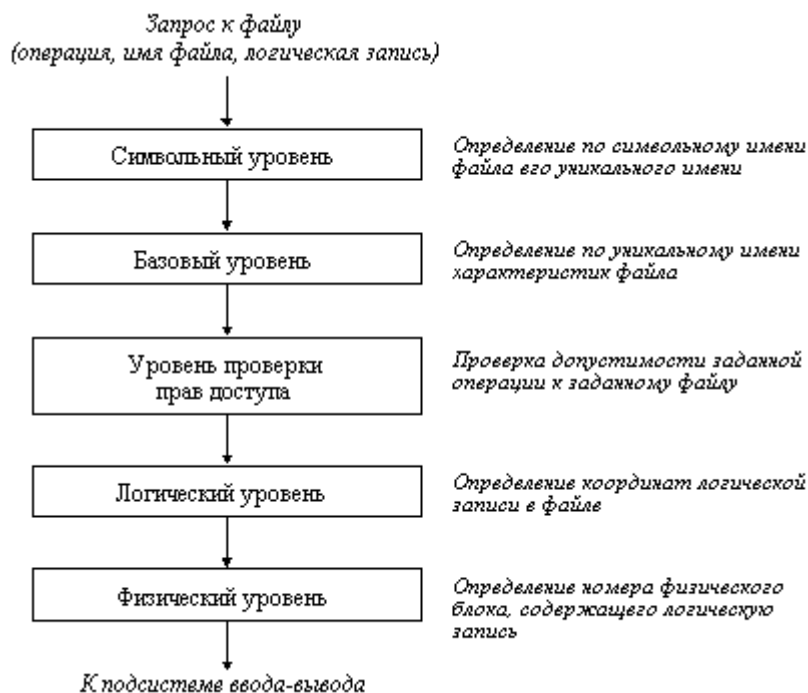 Запрос к файлу
(операция, имя файла, логическая запись)
Символьный уровень
Определение по символьному имени
файла его уникального имени
Базовый уровень
Определение по уникальному имени
характеристик файла
Уровень проверки
прав доступа
Проверка допустимости заданной
операции к заданному файлу
Логический уровень
Определение координат логической
записи в файле
Физический уровень
Определение номера физического
блока, содержащего логическую
запись
К подсистеме ввода-вывода